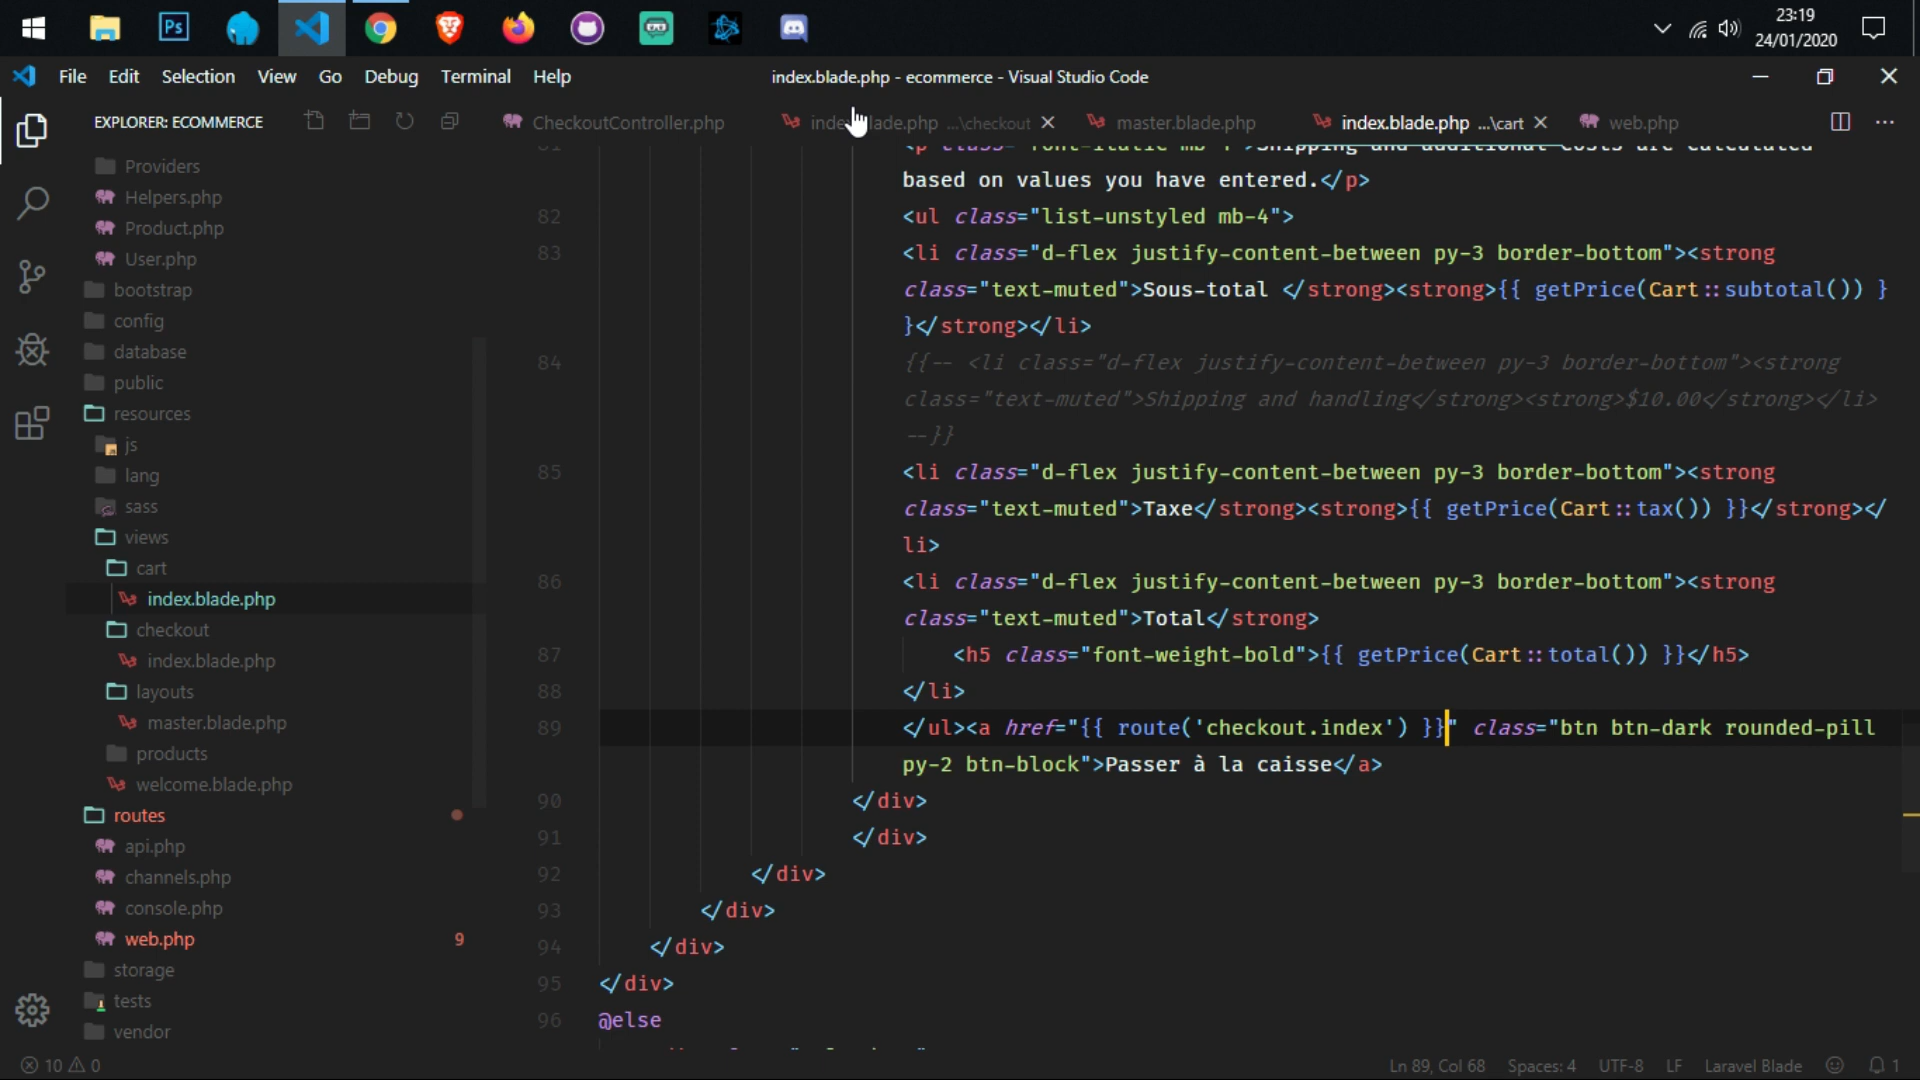 Ps
23:19
24/01/2020
File Edit Selection View Go Debug Terminal Help
index.blade.php - ecommerce - Visual Studio Code
EXPLORER: ECOMMERCE
CheckoutController.php
...\checkout
master.blade.php
index.blade.php ...\cart
web.php
Providers
Helpers.php
Product.php
User.php
bootstrap
config
database
public
resources
js
lang
sass
views
cart
index.blade.php
checkout
index.blade.php
layouts
master.blade.php
products
welcome.blade.php
routes
api.php
channels.php
console.php
web.php 9
storage
tests
vendor
based on values you have entered.</p>
82 <ul class="list-unstyled mb-4">
83 <li class="d-flex justify-content-between py-3 border-bottom"><strong
class="text-muted">Sous-total </strong><strong>{{ getPrice(Cart::subtotal()) }
}</strong></li>
84 {{-- <li class="d-flex justify-content-between py-3 border-bottom"><strong
class="text-muted">Shipping and handling</strong><strong>$10.00</strong></li>
--}}
85 <li class="d-flex justify-content-between py-3 border-bottom"><strong
class="text-muted">Taxe</strong><strong>{{ getPrice(Cart::tax()) }}</strong></
li>
86 <li class="d-flex justify-content-between py-3 border-bottom"><strong
class="text-muted">Total</strong>
87 <h5 class="font-weight-bold">{{ getPrice(Cart::total()) }}</h5>
88 </li>
89 </ul><a href="{{ route('checkout.index') }}" class="btn btn-dark rounded-pill
py-2 btn-block">Passer à la caisse</a>
90 </div>
91 </div>
92 </div>
93 </div>
94 </div>
95 </div>
96 @else
10 0
Ln 89, Col 68 Spaces: 4 UTF-8 LF Laravel Blade 1